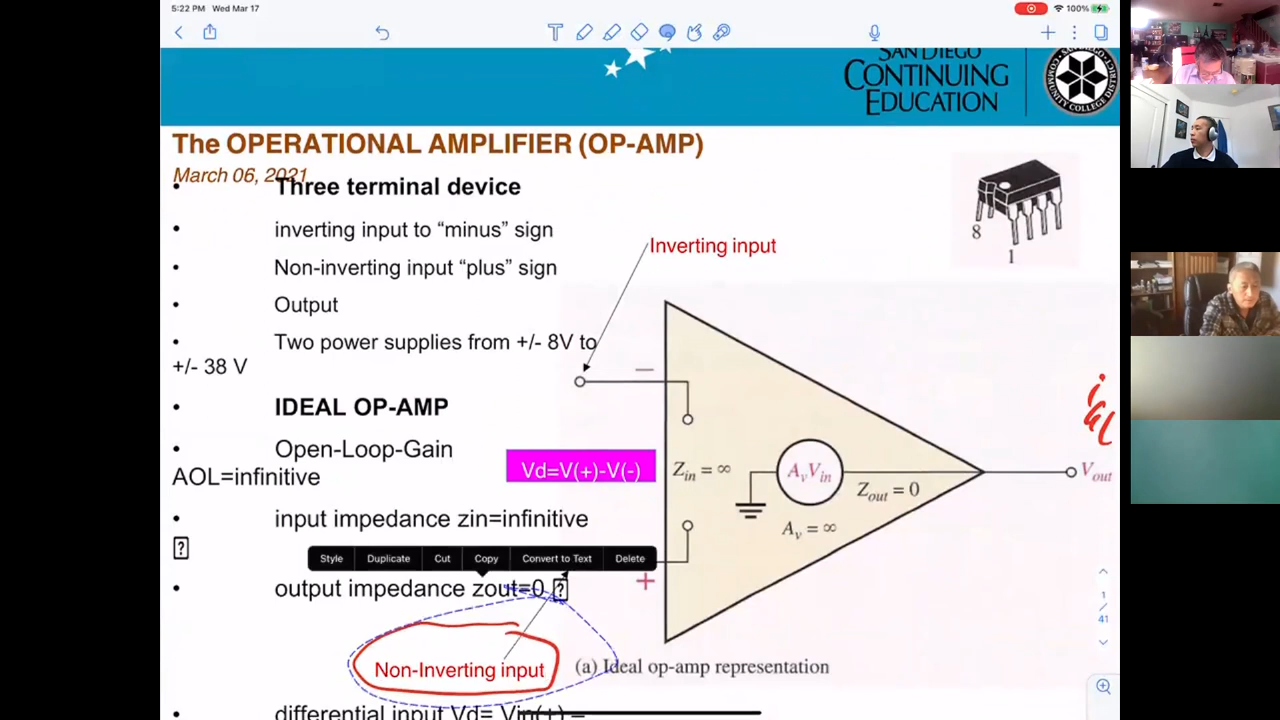 5:22 PM Wed Mar 17
100%
SAN DIEGO
CONTINUING
EDUCATION
The OPERATIONAL AMPLIFIER (OP-AMP)
March 06, 2021
• Three terminal device
• inverting input to “minus” sign
• Non-inverting input “plus” sign
• Output
• Two power supplies from +/- 8V to
+/- 38 V
• IDEAL OP-AMP
• Open-Loop-Gain
AOL=infinitive
• input impedance zin=infinitive
• output impedance zout=0
• differential input Vd= Vin(+) –
Style Duplicate Cut Copy Convert to Text Delete
Non-Inverting input
Vd=V(+)-V(-)
Inverting input
8
1
−
+
Zin = ∞
AvVin
Zout = 0
Av = ∞
Vout
(a) Ideal op-amp representation
1
/
41